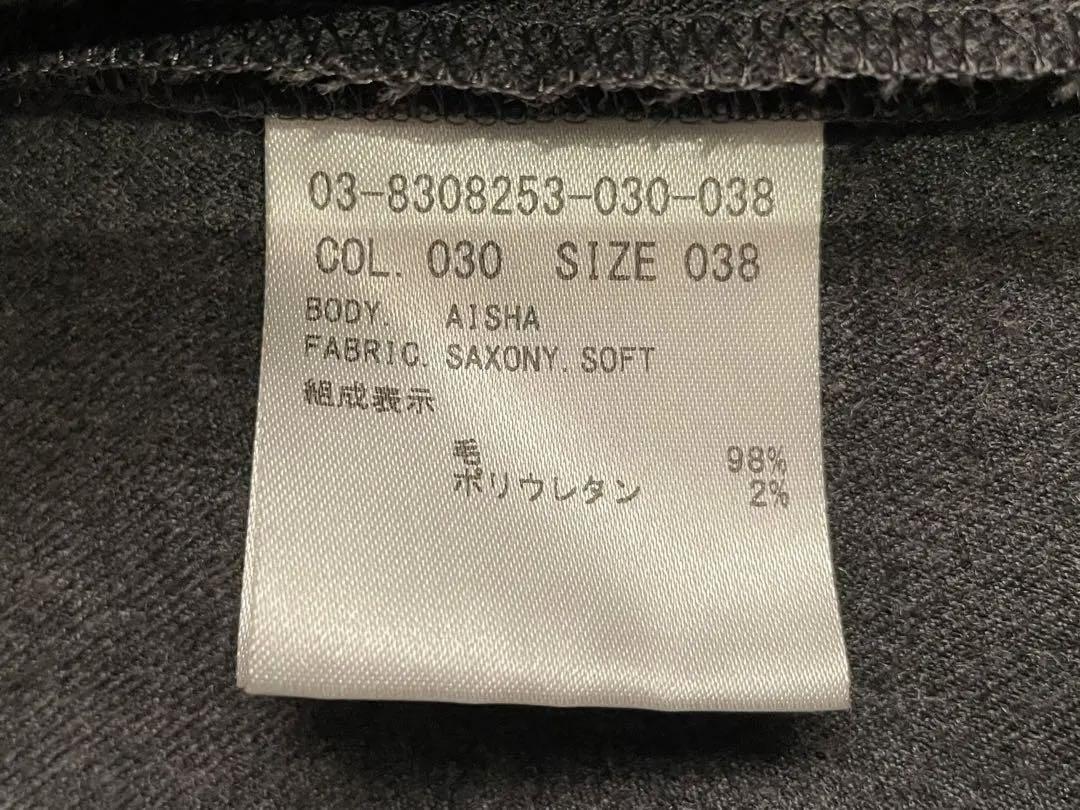 03-8308253-030-038
COL. 030 SIZE 038
BODY. AISHA
FABRIC. SAXONY. SOFT
組成表示
毛 98%
ポリウレタン 2%